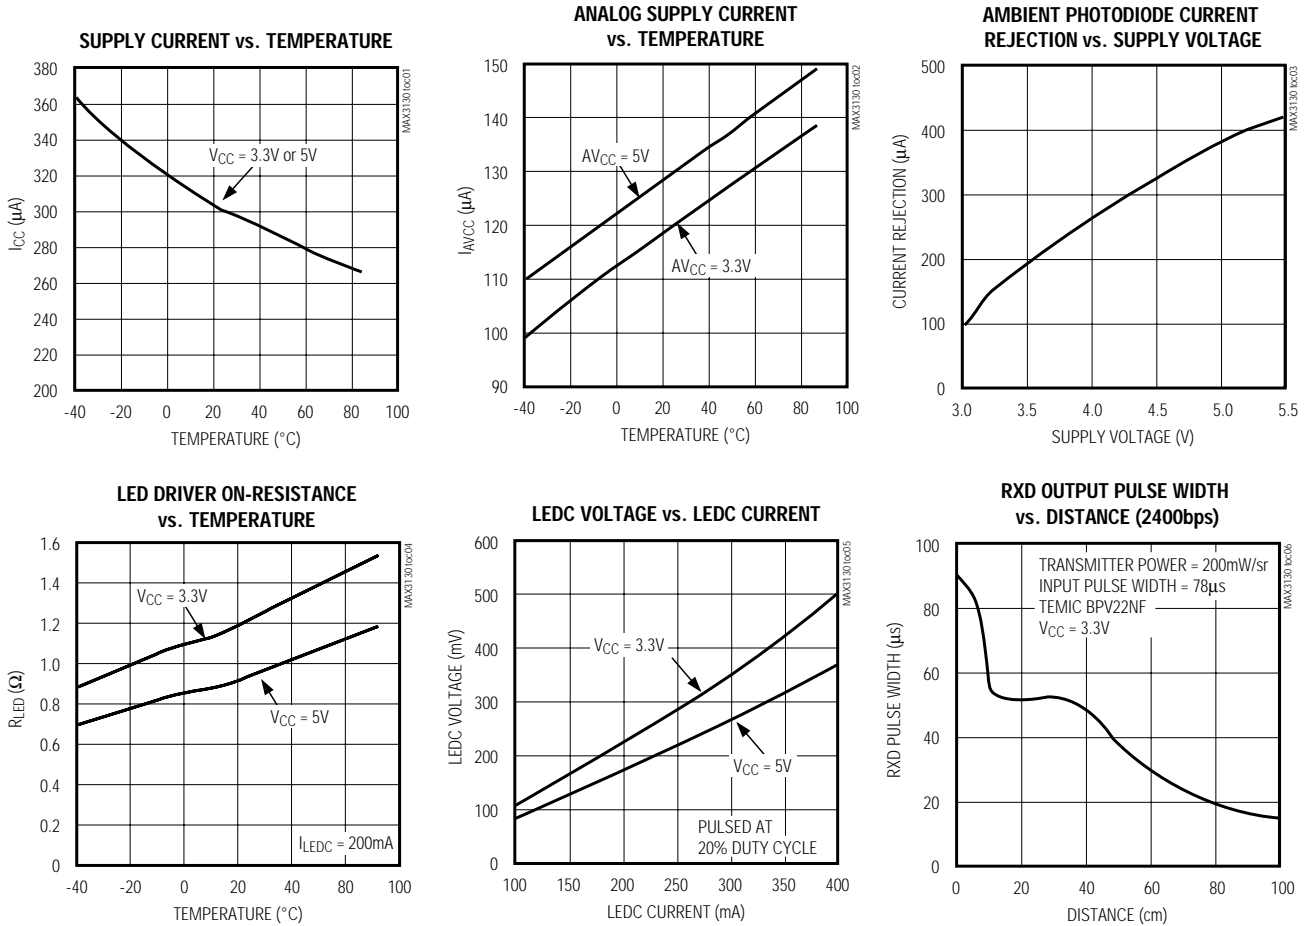 SUPPLY CURRENT vs. TEMPERATURE
MAX3130 toc01
380
360
340
320
300
280
260
240
220
200
ICC (μA)
VCC = 3.3V or 5V
-40 -20 0 20 40 60 80 100
TEMPERATURE (°C)
ANALOG SUPPLY CURRENT
vs. TEMPERATURE
MAX3130 toc02
150
140
130
120
110
100
90
IAVCC (μA)
AVCC = 5V
AVCC = 3.3V
-40 -20 0 20 40 60 80 100
TEMPERATURE (°C)
AMBIENT PHOTODIODE CURRENT
REJECTION vs. SUPPLY VOLTAGE
MAX3130 toc03
500
400
300
200
100
0
CURRENT REJECTION (μA)
3.0 3.5 4.0 4.5 5.0 5.5
SUPPLY VOLTAGE (V)
LED DRIVER ON-RESISTANCE
vs. TEMPERATURE
MAX3130 toc04
1.6
1.4
1.2
1.0
0.8
0.6
0.4
0.2
0
RLED (Ω)
VCC = 3.3V
VCC = 5V
ILEDC = 200mA
-40 -20 0 20 40 60 80 100
TEMPERATURE (°C)
LEDC VOLTAGE vs. LEDC CURRENT
MAX3130 toc05
600
500
400
300
200
100
0
LEDC VOLTAGE (mV)
VCC = 3.3V
VCC = 5V
PULSED AT
20% DUTY CYCLE
100 150 200 250 300 350 400
LEDC CURRENT (mA)
RXD OUTPUT PULSE WIDTH
vs. DISTANCE (2400bps)
MAX3130 toc06
100
80
60
40
20
0
RXD PULSE WIDTH (μs)
TRANSMITTER POWER = 200mW/sr
INPUT PULSE WIDTH = 78μs
TEMIC BPV22NF
VCC = 3.3V
0 20 40 60 80 100
DISTANCE (cm)